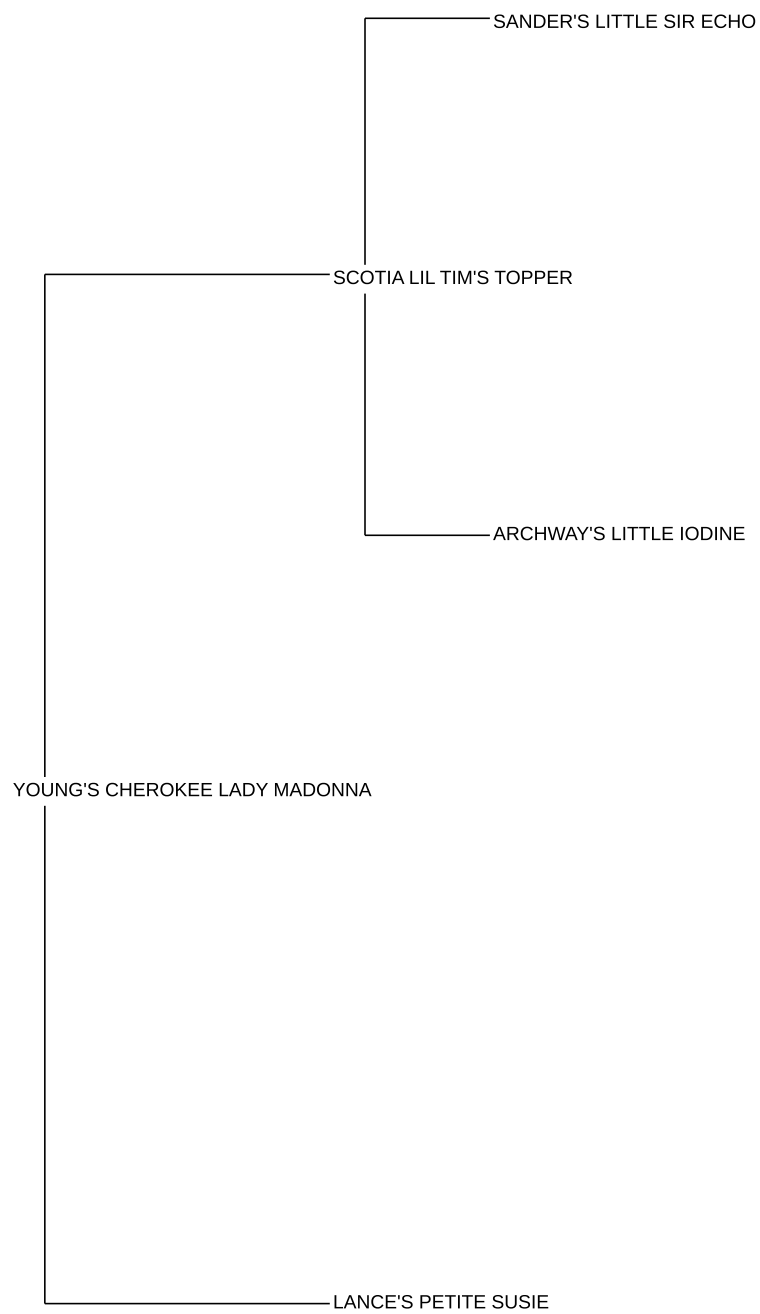 SANDER'S LITTLE SIR ECHO
SCOTIA LIL TIM'S TOPPER
ARCHWAY'S LITTLE IODINE
YOUNG'S CHEROKEE LADY MADONNA
LANCE'S PETITE SUSIE